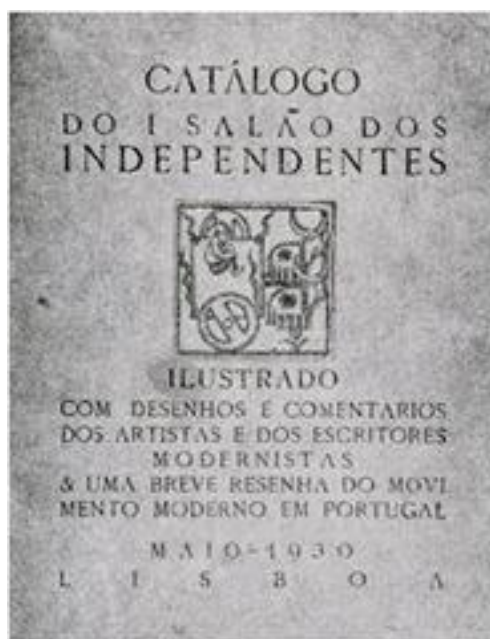 CATÁLOGO
DO I SALÃO DOS
INDEPENDENTES
ILUSTRADO
COM DESENHOS E COMENTARIOS
DOS ARTISTAS E DOS ESCRITORES
MODERNISTAS
& UMA BREVE RESENHA DO MOVI
MENTO MODERNO EM PORTUGAL
MAIO-1930
LISBOA